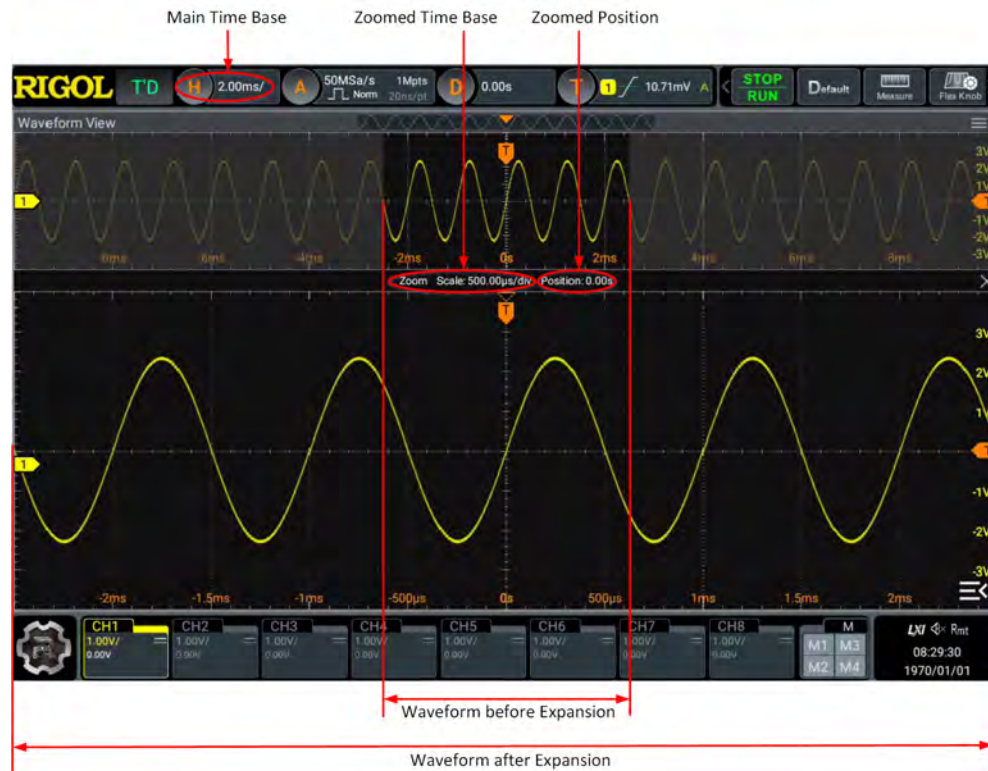 Main Time Base Zoomed Time Base Zoomed Position
RIGOL T'D H 2.00ms/ A 50MSa/s 1Mpts Norm 20ns/pt D 0.00s T 1 10.71mV A STOP RUN Default Measure Flex Knob
Waveform View
T
3V
2V
1
-1V
-2V
-3V
-4ms -2ms 0s 2ms 4ms 6ms 8ms
Zoom Scale: 500.00µs/div Position: 0.00s
T
3V
2V
1V
1
-1V
-2V
-3V
-2ms -1.5ms -1ms -500µs 0s 500µs 1ms 1.5ms 2ms
CH1 CH2 CH3 CH4 CH5 CH6 CH7 CH8 M
1.00V/ 1.00V/ 1.00V/ 1.00V/ 1.00V/ 1.00V/ 1.00V/ 1.00V/ M1 M3 LXI Rmt
0.00V 0.00V 0.00V 0.00V 0.00V 0.00V 0.00V 0.00V 08:29:30
M2 M4 1970/01/01
Waveform before Expansion
Waveform after Expansion